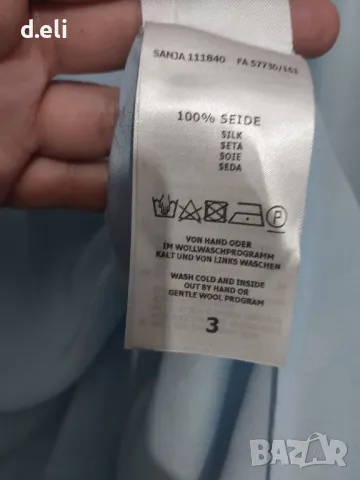 d.eli
SANJA 111840 FA 57730/161
100% SEIDE
SILK
SETA
SOIE
SEDA
P
VON HAND ODER
IM WOLLWASCHPROGRAMM
KALT UND VON LINKS WASCHEN
WASH COLD AND INSIDE
OUT BY HAND OR
GENTLE WOOL PROGRAM
3
BAZAR